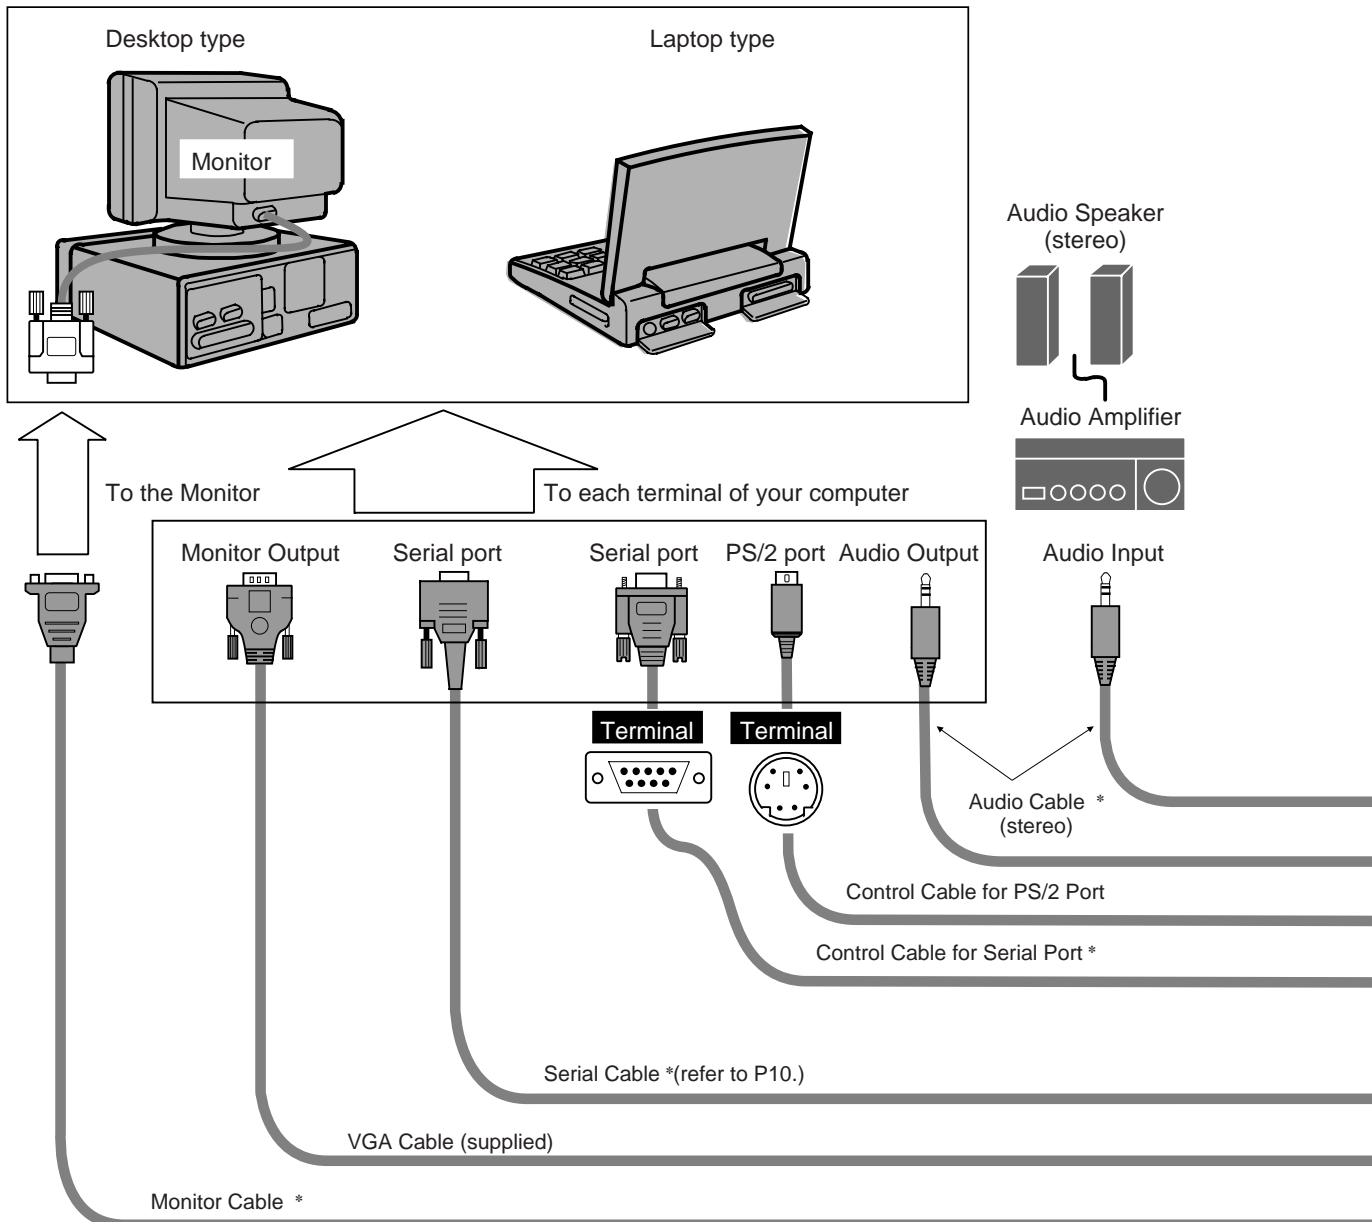 Desktop type
Laptop type
Monitor
Audio Speaker
(stereo)
Audio Amplifier
To the Monitor
To each terminal of your computer
Monitor Output
Serial port
Serial port
PS/2 port
Audio Output
Audio Input
Terminal
Terminal
Audio Cable *
(stereo)
Control Cable for PS/2 Port
Control Cable for Serial Port *
Serial Cable *(refer to P10.)
VGA Cable (supplied)
Monitor Cable *